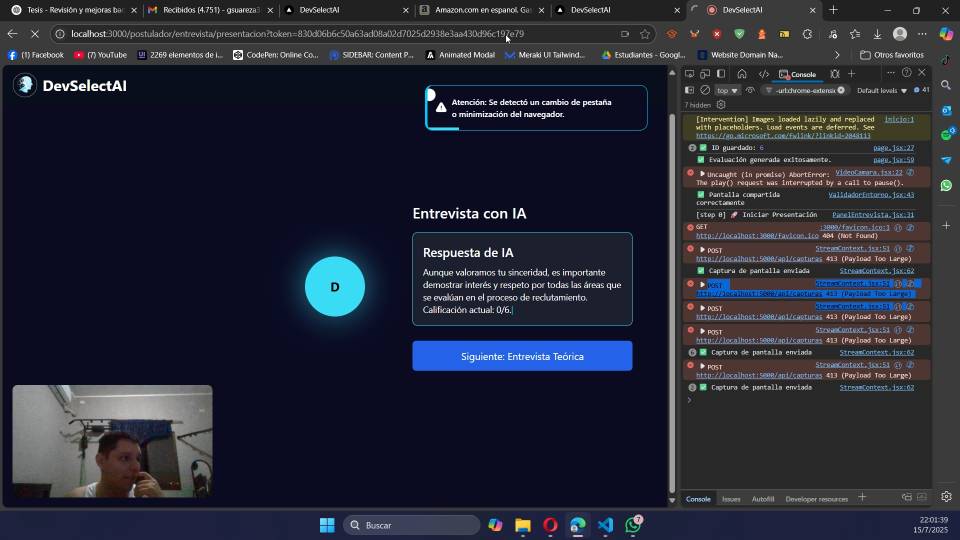 Tesis - Revisión y mejoras bac
Recibidos (4.751) - gsuareza3
DevSelectAI
Amazon.com en espanol. Gas
DevSelectAI
DevSelectAI
localhost:3000/postulador/entrevista/presentacion?token=830d06b6c50a63ad08a02d7025d2938e3aa430d96c197e79
(1) Facebook
(7) YouTube
2269 elementos de i...
CodePen: Online Co...
SIDEBAR: Content P...
Animated Modal
Meraki UI Tailwind...
Estudiantes - Googl...
Website Domain Na...
Otros favoritos
DevSelectAI
Atención: Se detectó un cambio de pestaña
o minimización del navegador.
Entrevista con IA
D
Respuesta de IA
Aunque valoramos tu sinceridad, es importante
demostrar interés y respeto por todas las áreas que
se evalúan en el proceso de reclutamiento.
Calificación actual: 0/6.
Siguiente: Entrevista Teórica
Console
top
-url:chrome-extensio
Default levels
41
7 hidden
[Intervention] Images loaded lazily and replaced inicio:1
with placeholders. Load events are deferred. See
https://go.microsoft.com/fwlink/?linkid=2048113
2 ID guardado: 6 page.jsx:27
Evaluación generada exitosamente. page.jsx:59
Uncaught (in promise) AbortError: VideoCamara.jsx:22
The play() request was interrupted by a call to pause().
Pantalla compartida ValidadorEntorno.jsx:43
correctamente
[step 0] 🚀 Iniciar Presentación PanelEntrevista.jsx:31
GET :3000/favicon.ico:1
http://localhost:3000/favicon.ico 404 (Not Found)
POST StreamContext.jsx:51
http://localhost:5000/api/capturas 413 (Payload Too Large)
Captura de pantalla enviada StreamContext.jsx:62
POST StreamContext.jsx:51
http://localhost:5000/api/capturas 413 (Payload Too Large)
POST StreamContext.jsx:51
http://localhost:5000/api/capturas 413 (Payload Too Large)
POST StreamContext.jsx:51
http://localhost:5000/api/capturas 413 (Payload Too Large)
Captura de pantalla enviada StreamContext.jsx:62
POST StreamContext.jsx:51
http://localhost:5000/api/capturas 413 (Payload Too Large)
Captura de pantalla enviada StreamContext.jsx:62
Console
Issues
Autofill
Developer resources
Buscar
7
22:01:39
15/7/2025